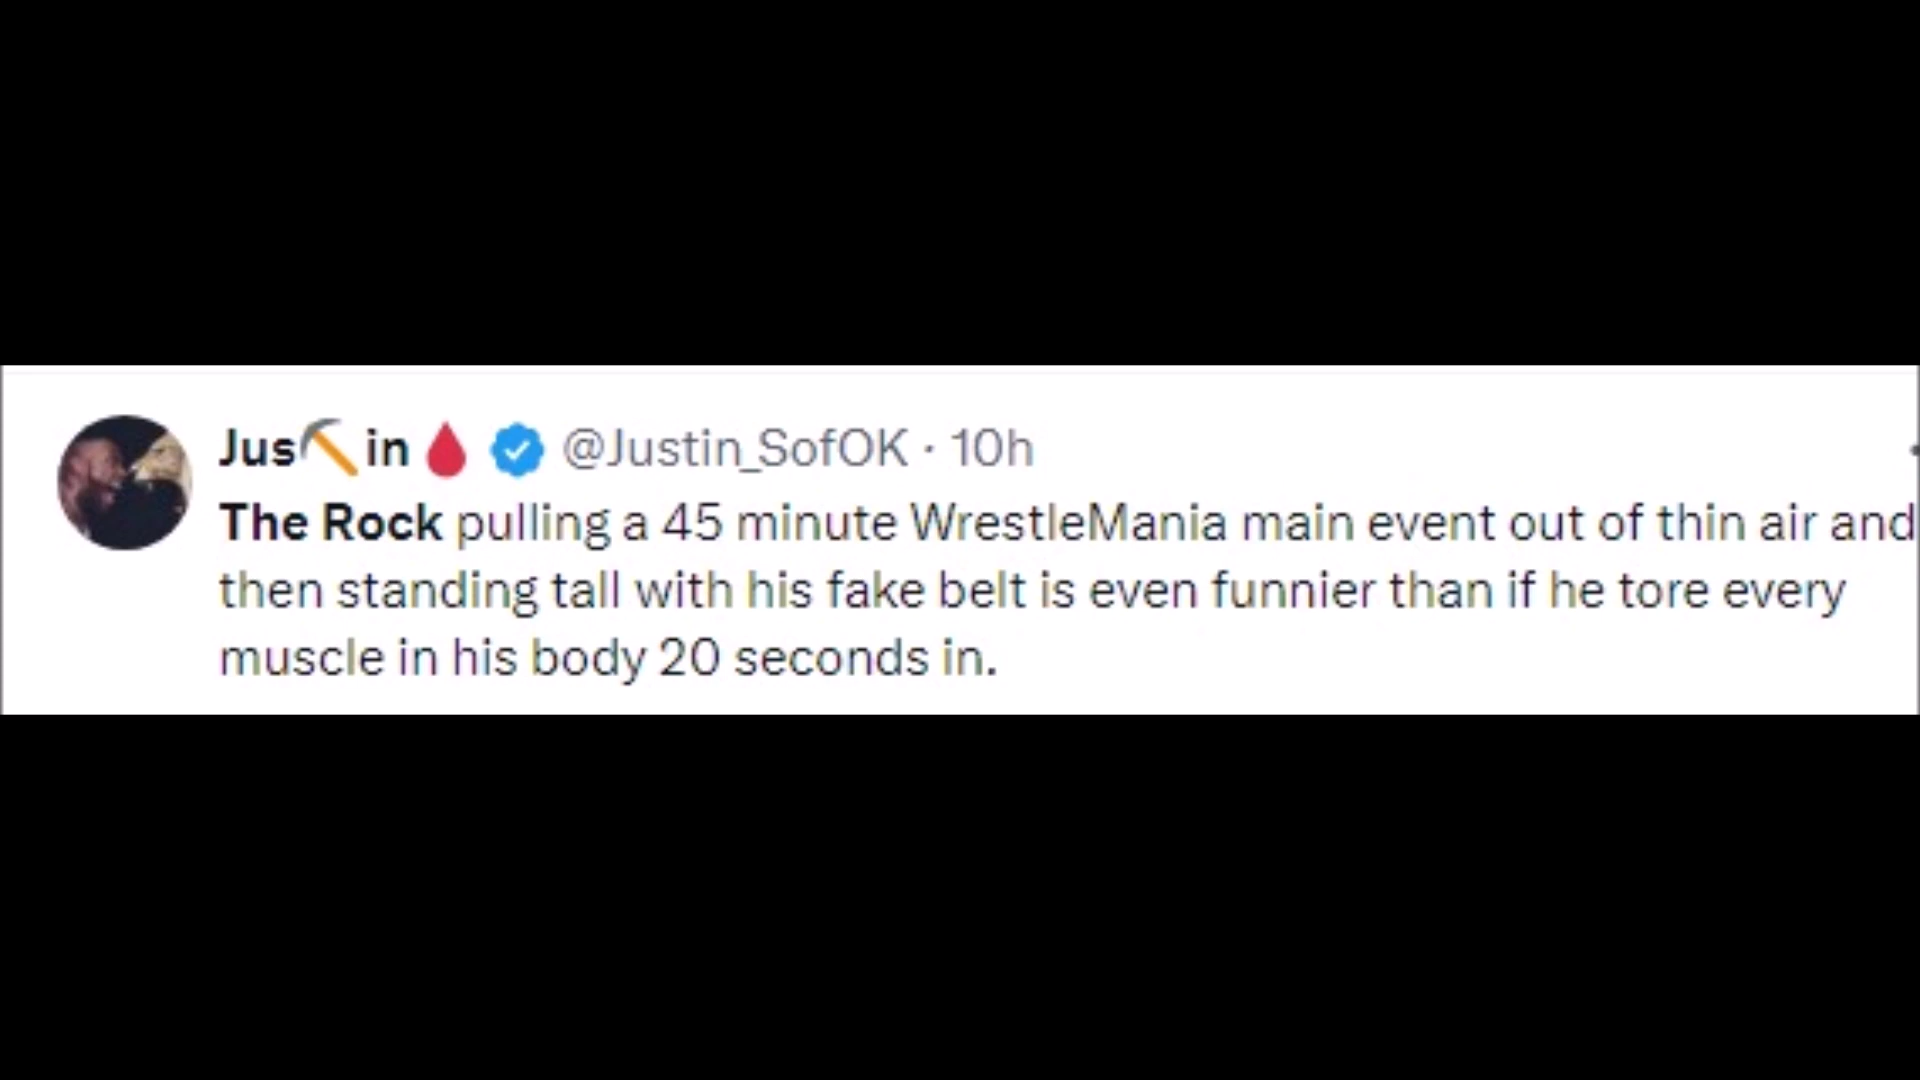 Jus⛏in🩸 @Justin_SofOK · 10h
The Rock pulling a 45 minute WrestleMania main event out of thin air and
then standing tall with his fake belt is even funnier than if he tore every
muscle in his body 20 seconds in.